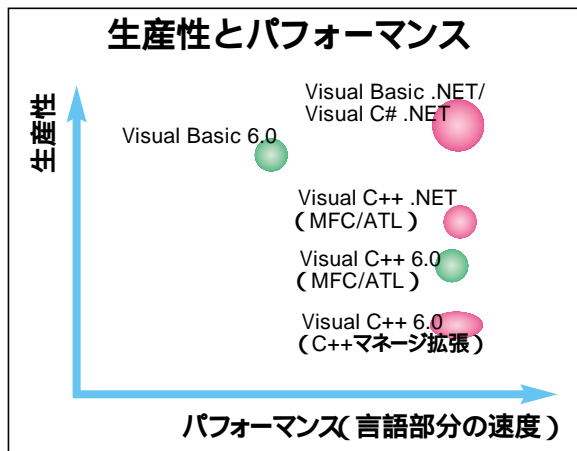 生産性とパフォーマンス
生産性
Visual Basic .NET/
Visual C# .NET
Visual Basic 6.0
Visual C++ .NET
(MFC/ATL)
Visual C++ 6.0
(MFC/ATL)
Visual C++ 6.0
(C++マネージ拡張)
パフォーマンス(言語部分の速度)